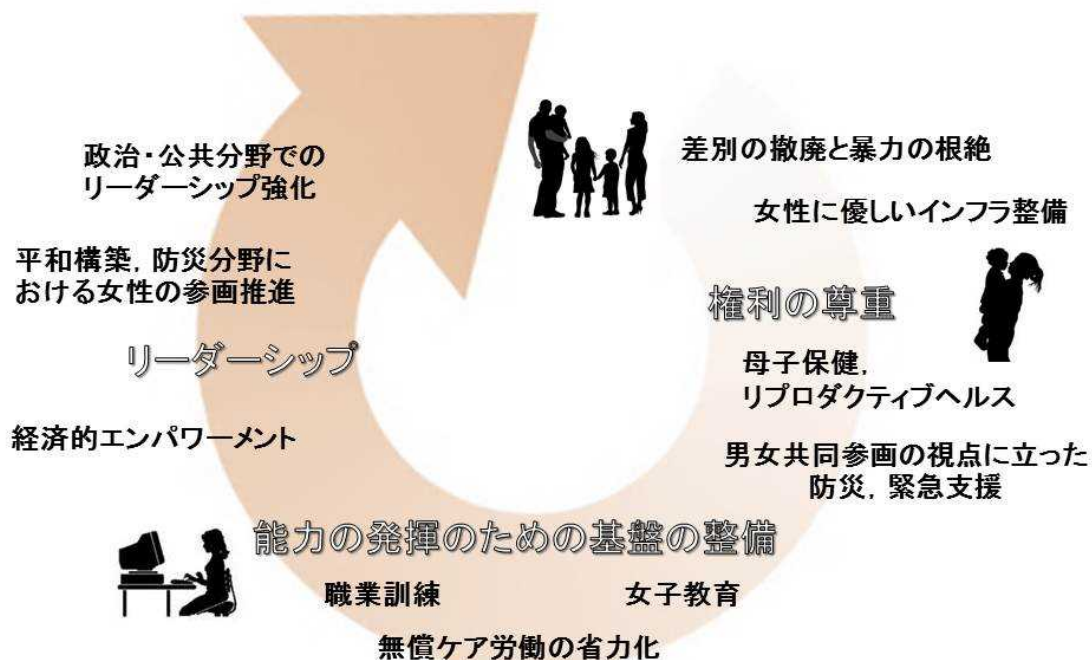 差別の撤廃と暴力の根絶
女性に優しいインフラ整備
権利の尊重
母子保健,
リプロダクティブヘルス
男女共同参画の視点に立った
防災, 緊急支援
能力の発揮のための基盤の整備
職業訓練
女子教育
無償ケア労働の省力化
政治・公共分野での
リーダーシップ強化
平和構築, 防災分野に
おける女性の参画推進
リーダーシップ
経済的エンパワーメント